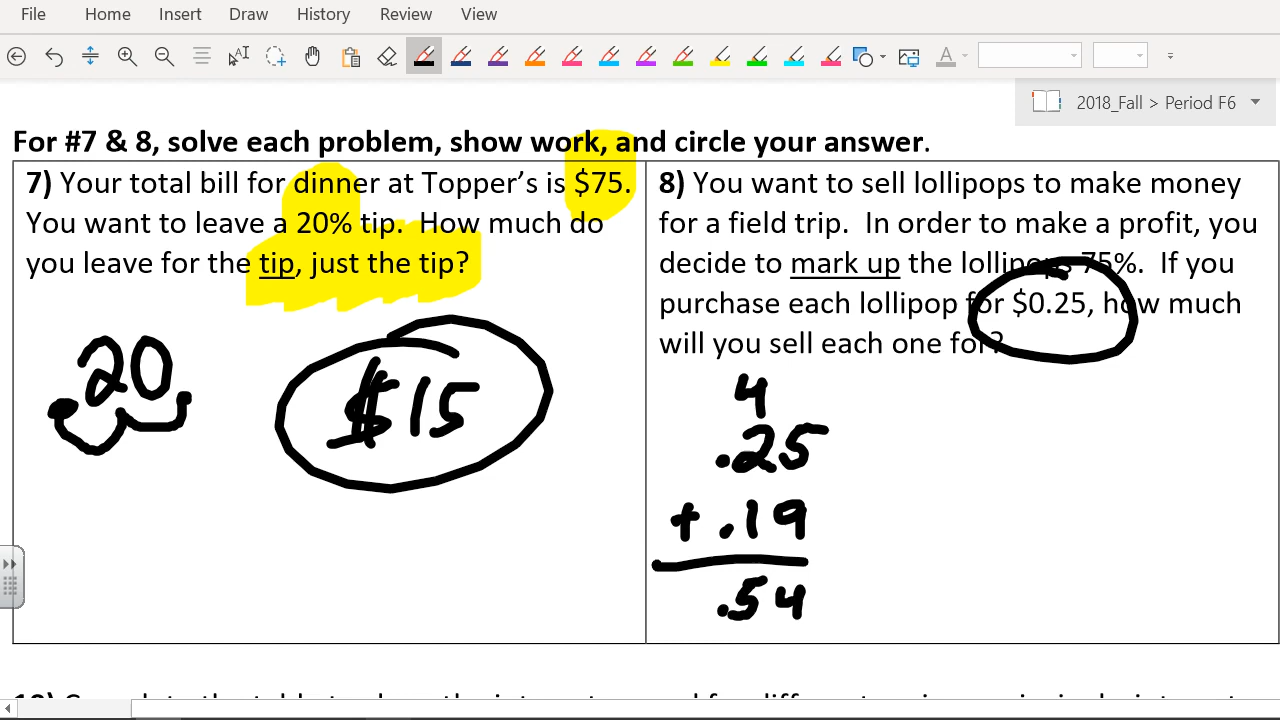 File Home Insert Draw History Review View
2018_Fall > Period F6
For #7 & 8, solve each problem, show work, and circle your answer.
7) Your total bill for dinner at Topper’s is $75.
You want to leave a 20% tip. How much do
you leave for the tip, just the tip?
20
$15
8) You want to sell lollipops to make money
for a field trip. In order to make a profit, you
decide to mark up the lollipops 75%. If you
purchase each lollipop for $0.25, how much
will you sell each one for?
4
.25
+ .19
.54